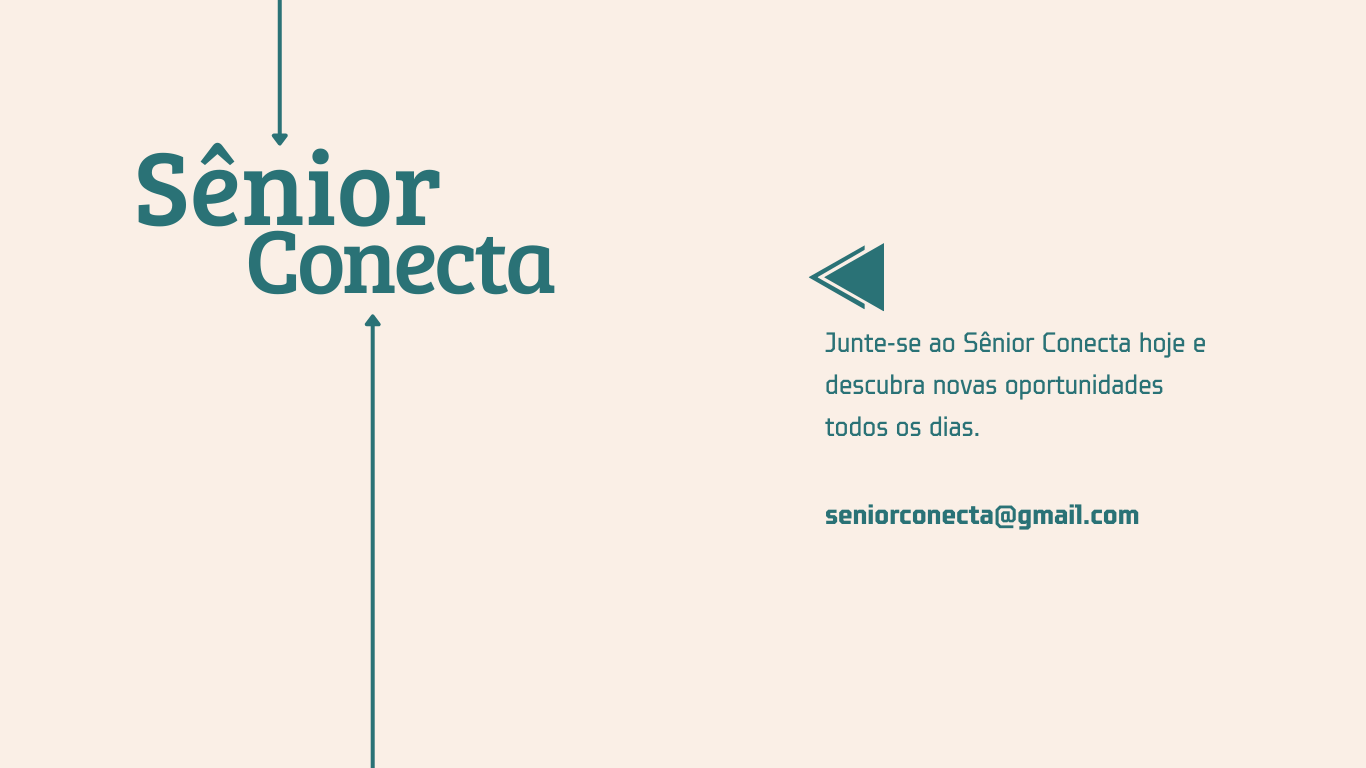 Sênior
Conecta
Junte-se ao Sênior Conecta hoje e
descubra novas oportunidades
todos os dias.
seniorconecta@gmail.com